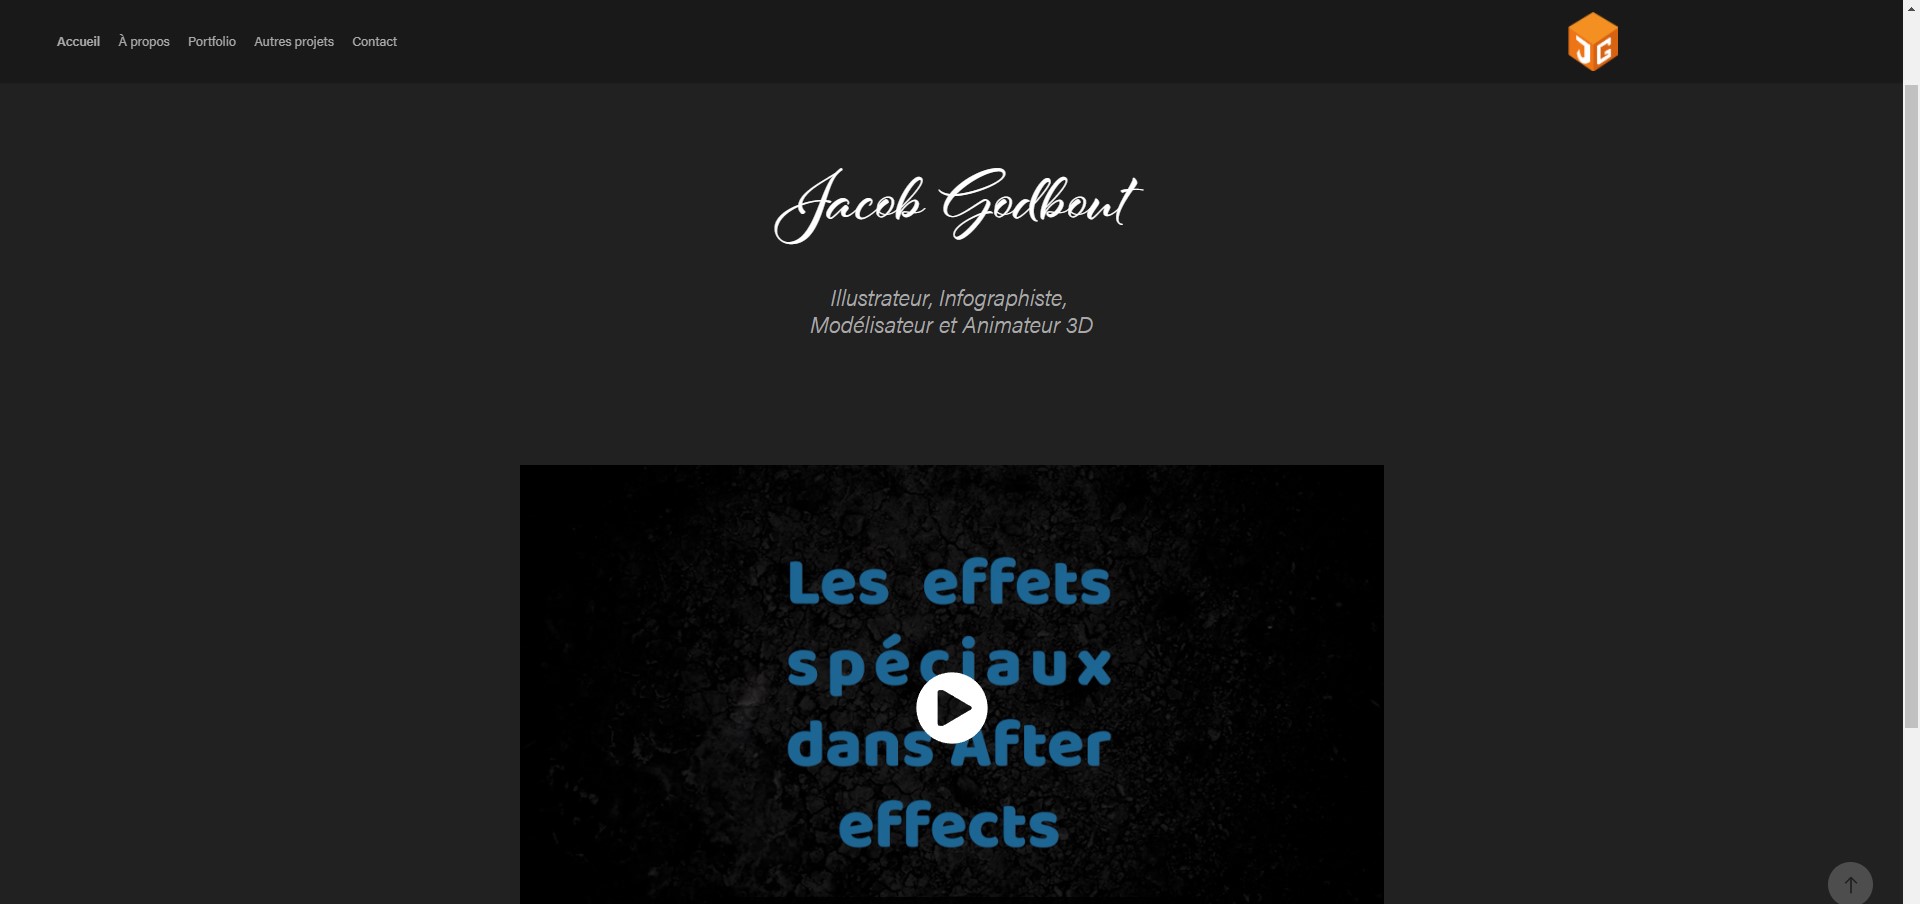 Accueil À propos Portfolio Autres projets Contact
JG
Jacob Godbout
Illustrateur, Infographiste,
Modélisateur et Animateur 3D
Les effets
spéciaux
dans After
effects